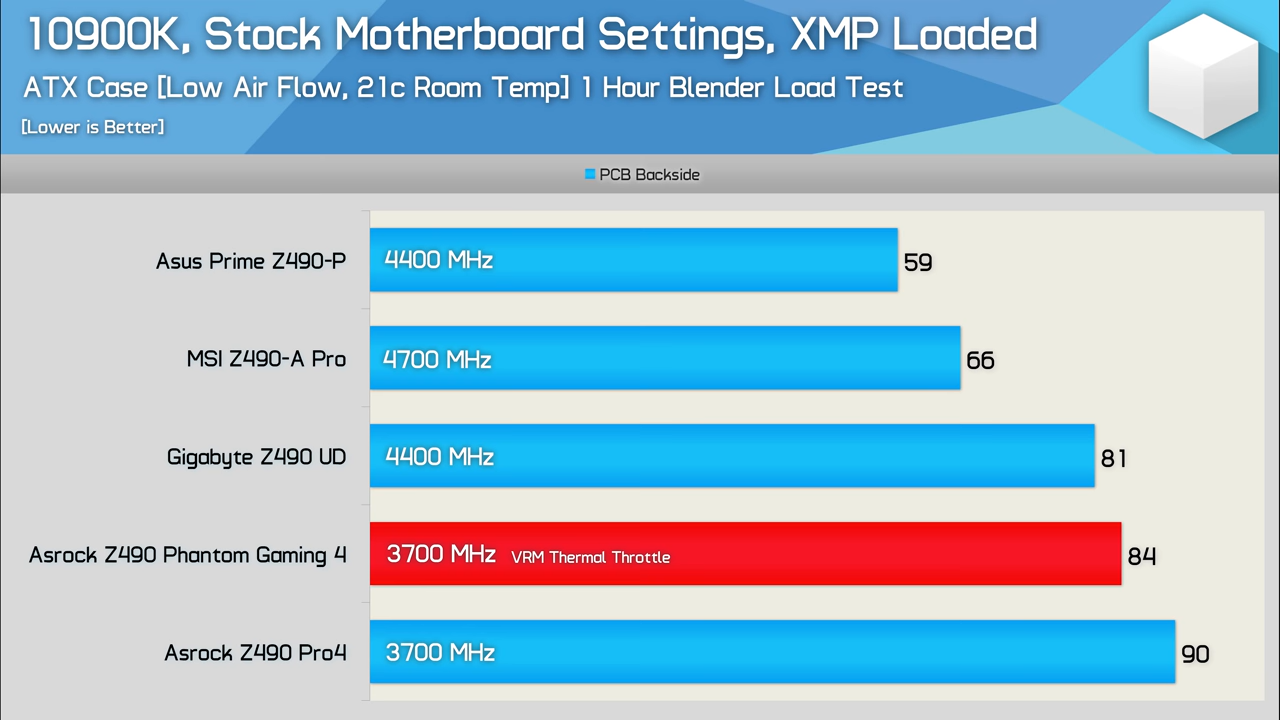 10900K, Stock Motherboard Settings, XMP Loaded
ATX Case [Low Air Flow, 21c Room Temp] 1 Hour Blender Load Test
[Lower is Better]
PCB Backside
Asus Prime Z490-P 4400 MHz 59
MSI Z490-A Pro 4700 MHz 66
Gigabyte Z490 UD 4400 MHz 81
Asrock Z490 Phantom Gaming 4 3700 MHz VRM Thermal Throttle 84
Asrock Z490 Pro4 3700 MHz 90